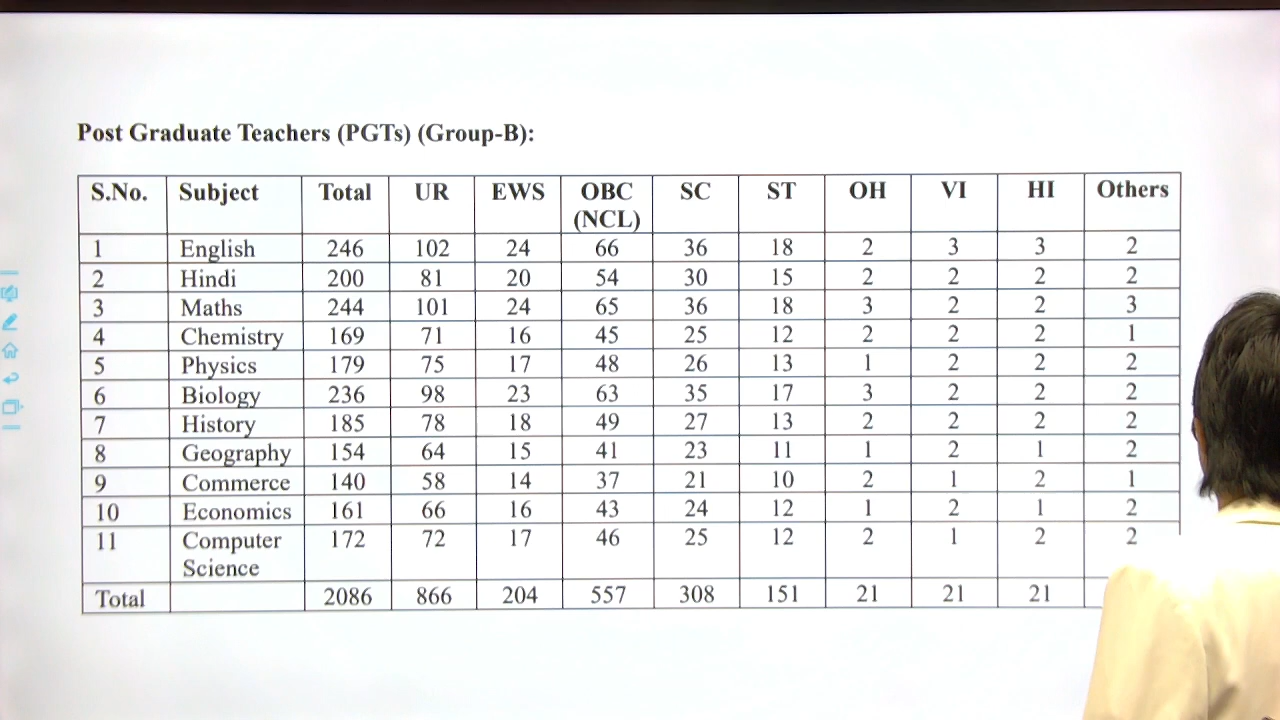 Post Graduate Teachers (PGTs) (Group-B):
S.No. Subject Total UR EWS OBC (NCL) SC ST OH VI HI Others
1 English 246 102 24 66 36 18 2 3 3 2
2 Hindi 200 81 20 54 30 15 2 2 2 2
3 Maths 244 101 24 65 36 18 3 2 2 3
4 Chemistry 169 71 16 45 25 12 2 2 2 1
5 Physics 179 75 17 48 26 13 1 2 2 2
6 Biology 236 98 23 63 35 17 3 2 2 2
7 History 185 78 18 49 27 13 2 2 2 2
8 Geography 154 64 15 41 23 11 1 2 1 2
9 Commerce 140 58 14 37 21 10 2 1 2 1
10 Economics 161 66 16 43 24 12 1 2 1 2
11 Computer Science 172 72 17 46 25 12 2 1 2 2
Total 2086 866 204 557 308 151 21 21 21